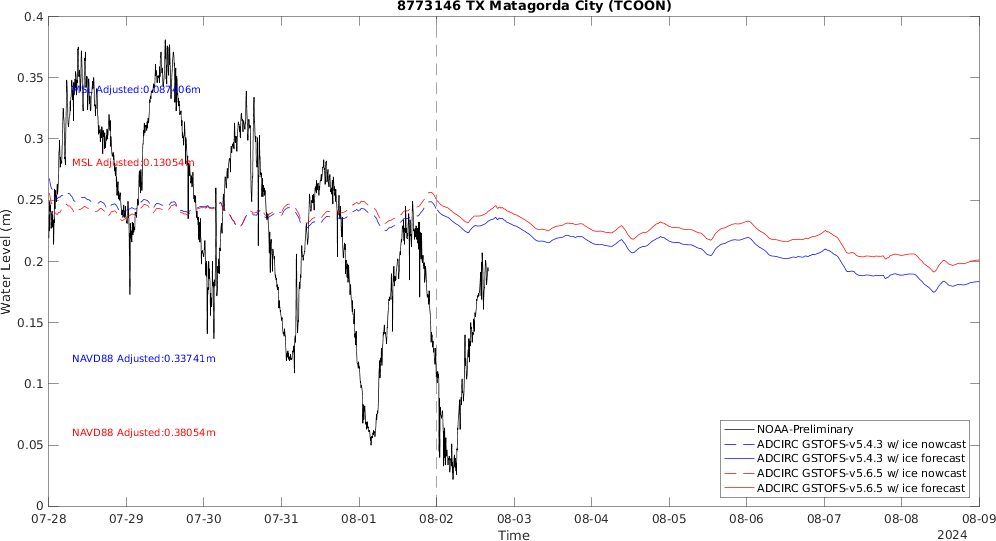 8773146 TX Matagorda City (TCOON)
0.4
0.35
0.3
0.25
0.2
0.15
0.1
0.05
0
Water Level (m)
MSL Adjusted:0.087406m
MSL Adjusted:0.13054m
NAVD88 Adjusted:0.33741m
NAVD88 Adjusted:0.38054m
NOAA-Preliminary
ADCIRC GSTOFS-v5.4.3 w/ ice nowcast
ADCIRC GSTOFS-v5.4.3 w/ ice forecast
ADCIRC GSTOFS-v5.6.5 w/ ice nowcast
ADCIRC GSTOFS-v5.6.5 w/ ice forecast
07-28 07-29 07-30 07-31 08-01 08-02 08-03 08-04 08-05 08-06 08-07 08-08 08-09
Time
2024